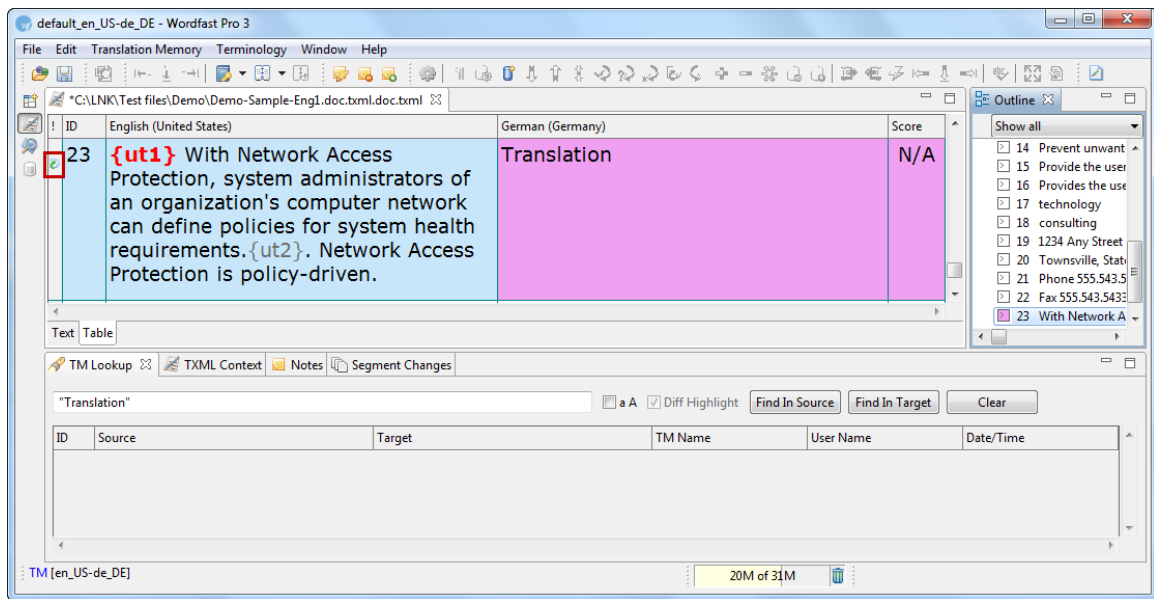 default_en_US-de_DE - Wordfast Pro 3
File Edit Translation Memory Terminology Window Help
*C:\LNK\Test files\Demo\Demo-Sample-Eng1.doc.txml.doc.txml
Outline
! ID English (United States) German (Germany) Score
Show all
23 {ut1} With Network Access Translation N/A
Protection, system administrators of
an organization's computer network
can define policies for system health
requirements.{ut2}. Network Access
Protection is policy-driven.
14 Prevent unwant
15 Provide the user
16 Provides the use
17 technology
18 consulting
19 1234 Any Street
20 Townsville, Stat
21 Phone 555.543.5
22 Fax 555.543.5433
23 With Network A
Text Table
TM Lookup TXML Context Notes Segment Changes
"Translation" a A Diff Highlight Find In Source Find In Target Clear
ID Source Target TM Name User Name Date/Time
TM [en_US-de_DE] 20M of 31M